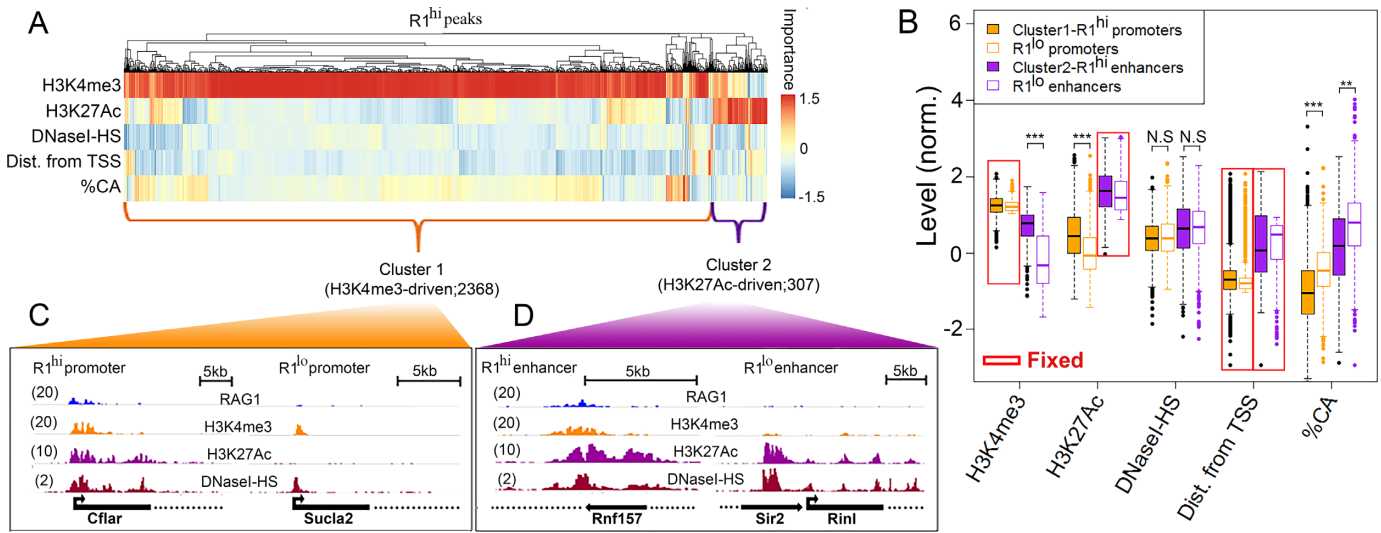 A
R1hi peaks
H3K4me3
H3K27Ac
DNaseI-HS
Dist. from TSS
%CA
Importance
1.5
0
-1.5
Cluster 1
(H3K4me3-driven;2368)
Cluster 2
(H3K27Ac-driven;307)
B
Level (norm.)
6
4
2
0
-2
Cluster1-R1hi promoters
R1lo promoters
Cluster2-R1hi enhancers
R1lo enhancers
***
***
N.S
N.S
***
**
Fixed
H3K4me3
H3K27Ac
DNaseI-HS
Dist. from TSS
%CA
C
R1hi promoter
R1lo promoter
5kb
5kb
(20)
RAG1
(20)
H3K4me3
(10)
H3K27Ac
(2)
DNaseI-HS
Cflar
Sucla2
D
R1hi enhancer
R1lo enhancer
5kb
5kb
(20)
RAG1
(20)
H3K4me3
(10)
H3K27Ac
(2)
DNaseI-HS
Rnf157
Sir2
Rinl